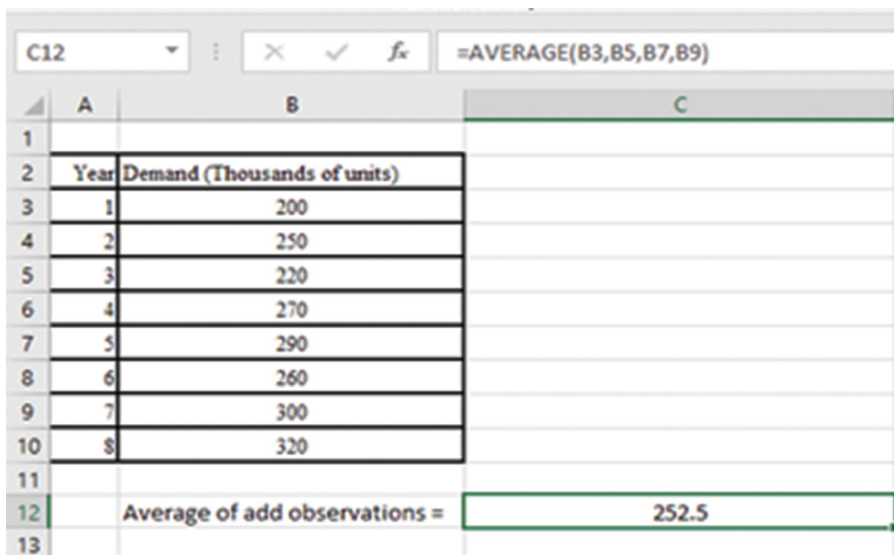 C12 fx =AVERAGE(B3,B5,B7,B9)
A B C
1
2 Year Demand (Thousands of units)
3 1 200
4 2 250
5 3 220
6 4 270
7 5 290
8 6 260
9 7 300
10 8 320
11
12 Average of add observations = 252.5
13